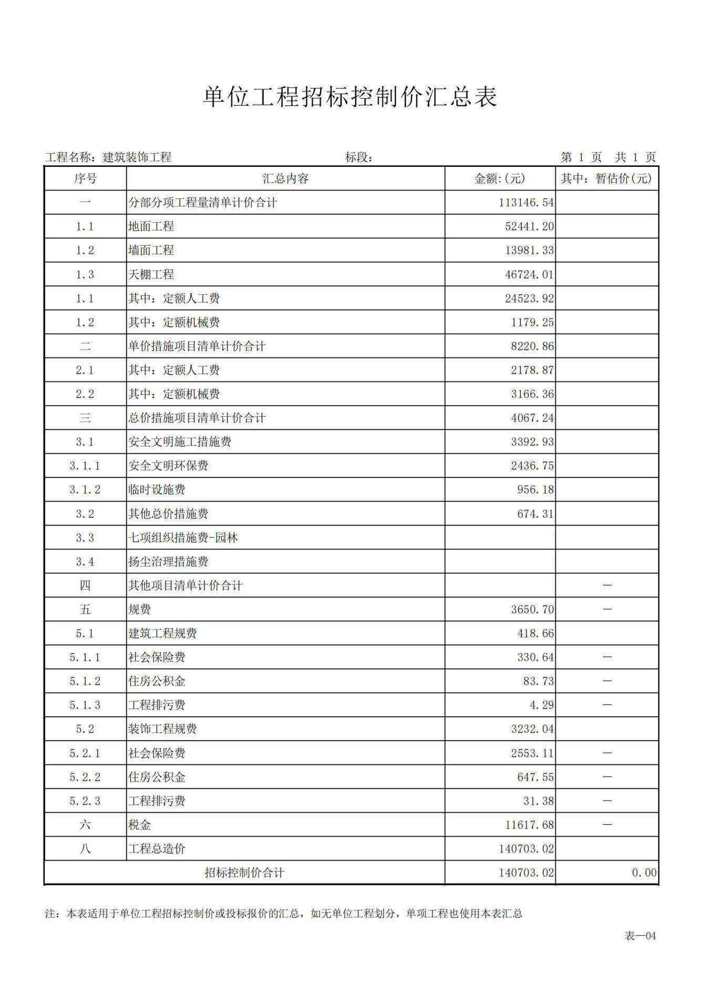 单位工程招标控制价汇总表
工程名称：建筑装饰工程 标段： 第 1 页 共 1 页
序号 汇总内容 金额:(元) 其中：暂估价(元)
一 分部分项工程量清单计价合计 113146.54
1.1 地面工程 52441.20
1.2 墙面工程 13981.33
1.3 天棚工程 46724.01
1.1 其中：定额人工费 24523.92
1.2 其中：定额机械费 1179.25
二 单价措施项目清单计价合计 8220.86
2.1 其中：定额人工费 2178.87
2.2 其中：定额机械费 3166.36
三 总价措施项目清单计价合计 4067.24
3.1 安全文明施工措施费 3392.93
3.1.1 安全文明环保费 2436.75
3.1.2 临时设施费 956.18
3.2 其他总价措施费 674.31
3.3 七项组织措施费-园林
3.4 扬尘治理措施费
四 其他项目清单计价合计 —
五 规费 3650.70 —
5.1 建筑工程规费 418.66
5.1.1 社会保险费 330.64 —
5.1.2 住房公积金 83.73 —
5.1.3 工程排污费 4.29 —
5.2 装饰工程规费 3232.04
5.2.1 社会保险费 2553.11 —
5.2.2 住房公积金 647.55 —
5.2.3 工程排污费 31.38 —
六 税金 11617.68 —
八 工程总造价 140703.02
招标控制价合计 140703.02 0.00
注：本表适用于单位工程招标控制价或投标报价的汇总，如无单位工程划分，单项工程也使用本表汇总
表—04